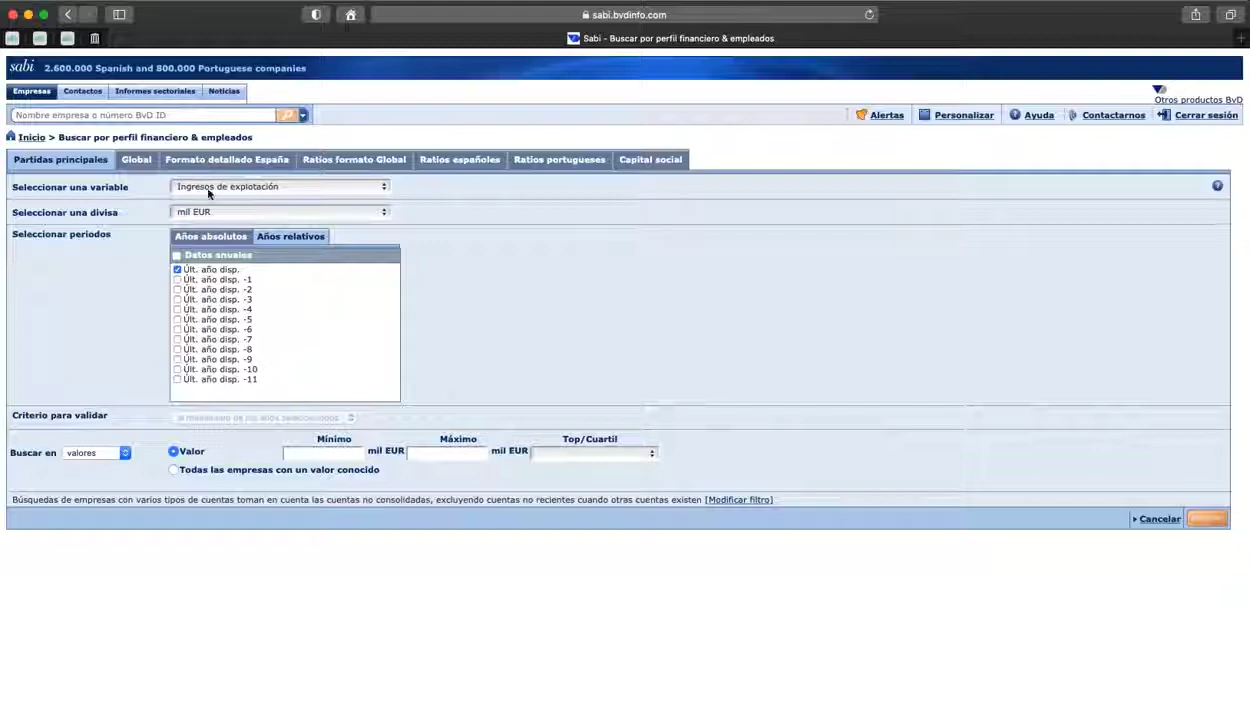 sabi.bvdinfo.com
Sabi - Buscar por perfil financiero & empleados
sabi 2.600.000 Spanish and 800.000 Portuguese companies
Empresas Contactos Informes sectoriales Noticias
Otros productos BvD
Nombre empresa o número BvD ID
Alertas Personalizar Ayuda Contactarnos Cerrar sesión
Inicio > Buscar por perfil financiero & empleados
Partidas principales Global Formato detallado España Ratios formato Global Ratios españoles Ratios portugueses Capital social
Seleccionar una variable Ingresos de explotación
Seleccionar una divisa mil EUR
Seleccionar periodos Años absolutos Años relativos
Datos anuales
Últ. año disp.
Últ. año disp. -1
Últ. año disp. -2
Últ. año disp. -3
Últ. año disp. -4
Últ. año disp. -5
Últ. año disp. -6
Últ. año disp. -7
Últ. año disp. -8
Últ. año disp. -9
Últ. año disp. -10
Últ. año disp. -11
Criterio para validar
Mínimo Máximo Top/Cuartil
Buscar en valores Valor mil EUR mil EUR
Todas las empresas con un valor conocido
Búsquedas de empresas con varios tipos de cuentas toman en cuenta las cuentas no consolidadas, excluyendo cuentas no recientes cuando otras cuentas existen [Modificar filtro]
Cancelar